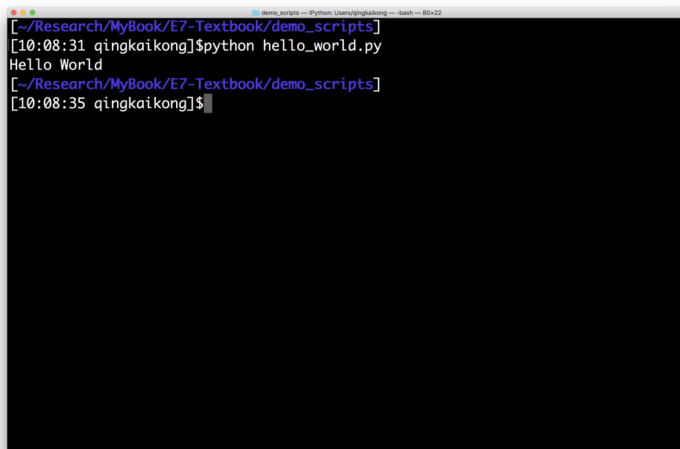 demo_scripts — IPython: Users/qingkaikong — -bash — 80×22
[~/Research/MyBook/E7-Textbook/demo_scripts]
[10:08:31 qingkaikong]$python hello_world.py
Hello World
[~/Research/MyBook/E7-Textbook/demo_scripts]
[10:08:35 qingkaikong]$